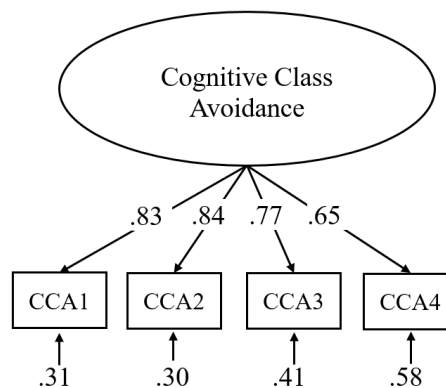 Cognitive Class
Avoidance
.83 .84 .77 .65
CCA1 CCA2 CCA3 CCA4
.31 .30 .41 .58